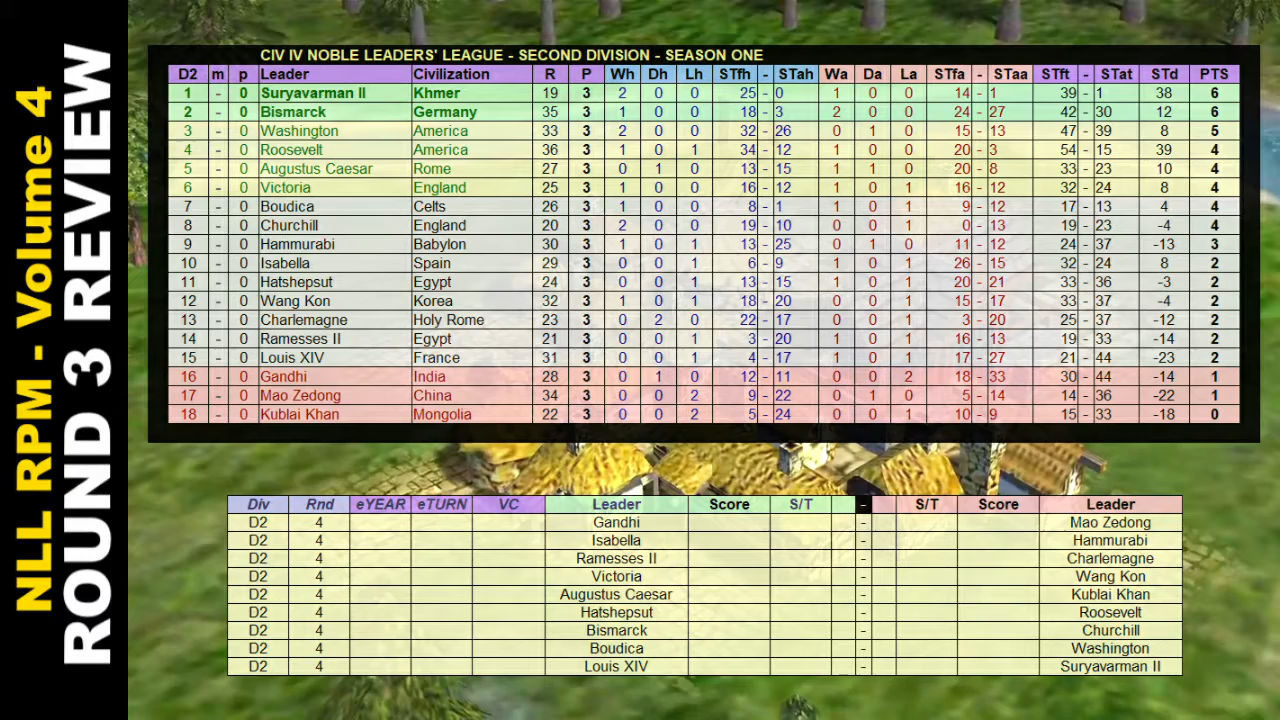 NLL RPM - Volume 4
ROUND 3 REVIEW
CIV IV NOBLE LEADERS' LEAGUE - SECOND DIVISION - SEASON ONE
D2 m p Leader Civilization R P Wh Dh Lh STfh - STah Wa Da La STfa - STaa STft - STat STd PTS
1 - 0 Suryavarman II Khmer 19 3 2 0 0 25 - 0 1 0 0 14 - 1 39 - 1 38 6
2 - 0 Bismarck Germany 35 3 1 0 0 18 - 3 2 0 0 24 - 27 42 - 30 12 6
3 - 0 Washington America 33 3 2 0 0 32 - 26 0 1 0 15 - 13 47 - 39 8 5
4 - 0 Roosevelt America 36 3 1 0 1 34 - 12 1 0 0 20 - 3 54 - 15 39 4
5 - 0 Augustus Caesar Rome 27 3 0 1 0 13 - 15 1 1 0 20 - 8 33 - 23 10 4
6 - 0 Victoria England 25 3 1 0 0 16 - 12 1 0 1 16 - 12 32 - 24 8 4
7 - 0 Boudica Celts 26 3 1 0 0 8 - 1 1 0 1 9 - 12 17 - 13 4 4
8 - 0 Churchill England 20 3 2 0 0 19 - 10 0 0 1 0 - 13 19 - 23 -4 4
9 - 0 Hammurabi Babylon 30 3 1 0 1 13 - 25 0 1 0 11 - 12 24 - 37 -13 3
10 - 0 Isabella Spain 29 3 0 0 1 6 - 9 1 0 1 26 - 15 32 - 24 8 2
11 - 0 Hatshepsut Egypt 24 3 0 0 1 13 - 15 1 0 1 20 - 21 33 - 36 -3 2
12 - 0 Wang Kon Korea 32 3 1 0 1 18 - 20 0 0 1 15 - 17 33 - 37 -4 2
13 - 0 Charlemagne Holy Rome 23 3 0 2 0 22 - 17 0 0 1 3 - 20 25 - 37 -12 2
14 - 0 Ramesses II Egypt 21 3 0 0 1 3 - 20 1 0 1 16 - 13 19 - 33 -14 2
15 - 0 Louis XIV France 31 3 0 0 1 4 - 17 1 0 1 17 - 27 21 - 44 -23 2
16 - 0 Gandhi India 28 3 0 1 0 12 - 11 0 0 2 18 - 33 30 - 44 -14 1
17 - 0 Mao Zedong China 34 3 0 0 2 9 - 22 0 1 0 5 - 14 14 - 36 -22 1
18 - 0 Kublai Khan Mongolia 22 3 0 0 2 5 - 24 0 0 1 10 - 9 15 - 33 -18 0
Div Rnd eYEAR eTURN VC Leader Score S/T - S/T Score Leader
D2 4 Gandhi - Mao Zedong
D2 4 Isabella - Hammurabi
D2 4 Ramesses II - Charlemagne
D2 4 Victoria - Wang Kon
D2 4 Augustus Caesar - Kublai Khan
D2 4 Hatshepsut - Roosevelt
D2 4 Bismarck - Churchill
D2 4 Boudica - Washington
D2 4 Louis XIV - Suryavarman II